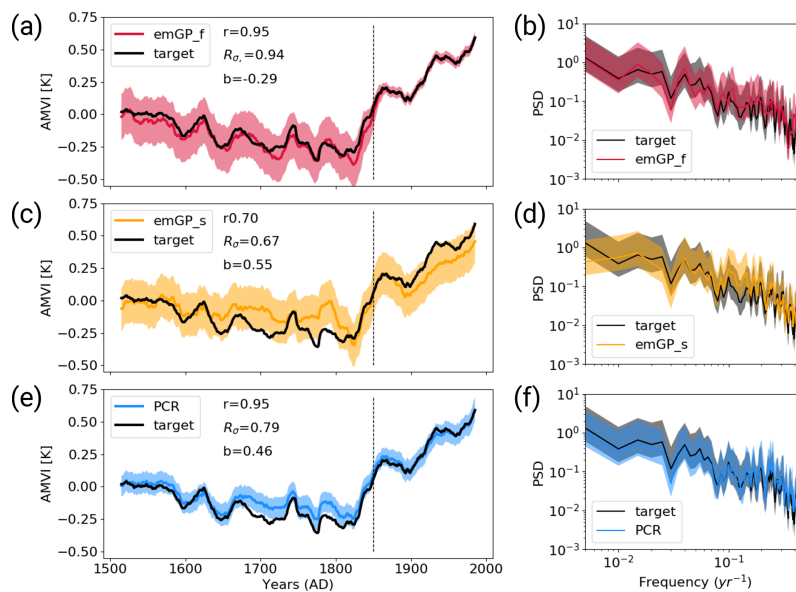 (a)
AMVI [K]
0.75
0.50
0.25
0.00
−0.25
−0.50
emGP_f
target
r=0.95
Rσ,=0.94
b=-0.29
(b)
PSD
10¹
10⁰
10⁻¹
10⁻²
10⁻³
target
emGP_f
(c)
AMVI [K]
0.75
0.50
0.25
0.00
−0.25
−0.50
emGP_s
target
r0.70
Rσ=0.67
b=0.55
(d)
PSD
10¹
10⁰
10⁻¹
10⁻²
10⁻³
target
emGP_s
(e)
AMVI [K]
0.75
0.50
0.25
0.00
−0.25
−0.50
PCR
target
r=0.95
Rσ=0.79
b=0.46
1500 1600 1700 1800 1900 2000
Years (AD)
(f)
PSD
10¹
10⁰
10⁻¹
10⁻²
10⁻³
target
PCR
10⁻² 10⁻¹
Frequency (yr⁻¹)